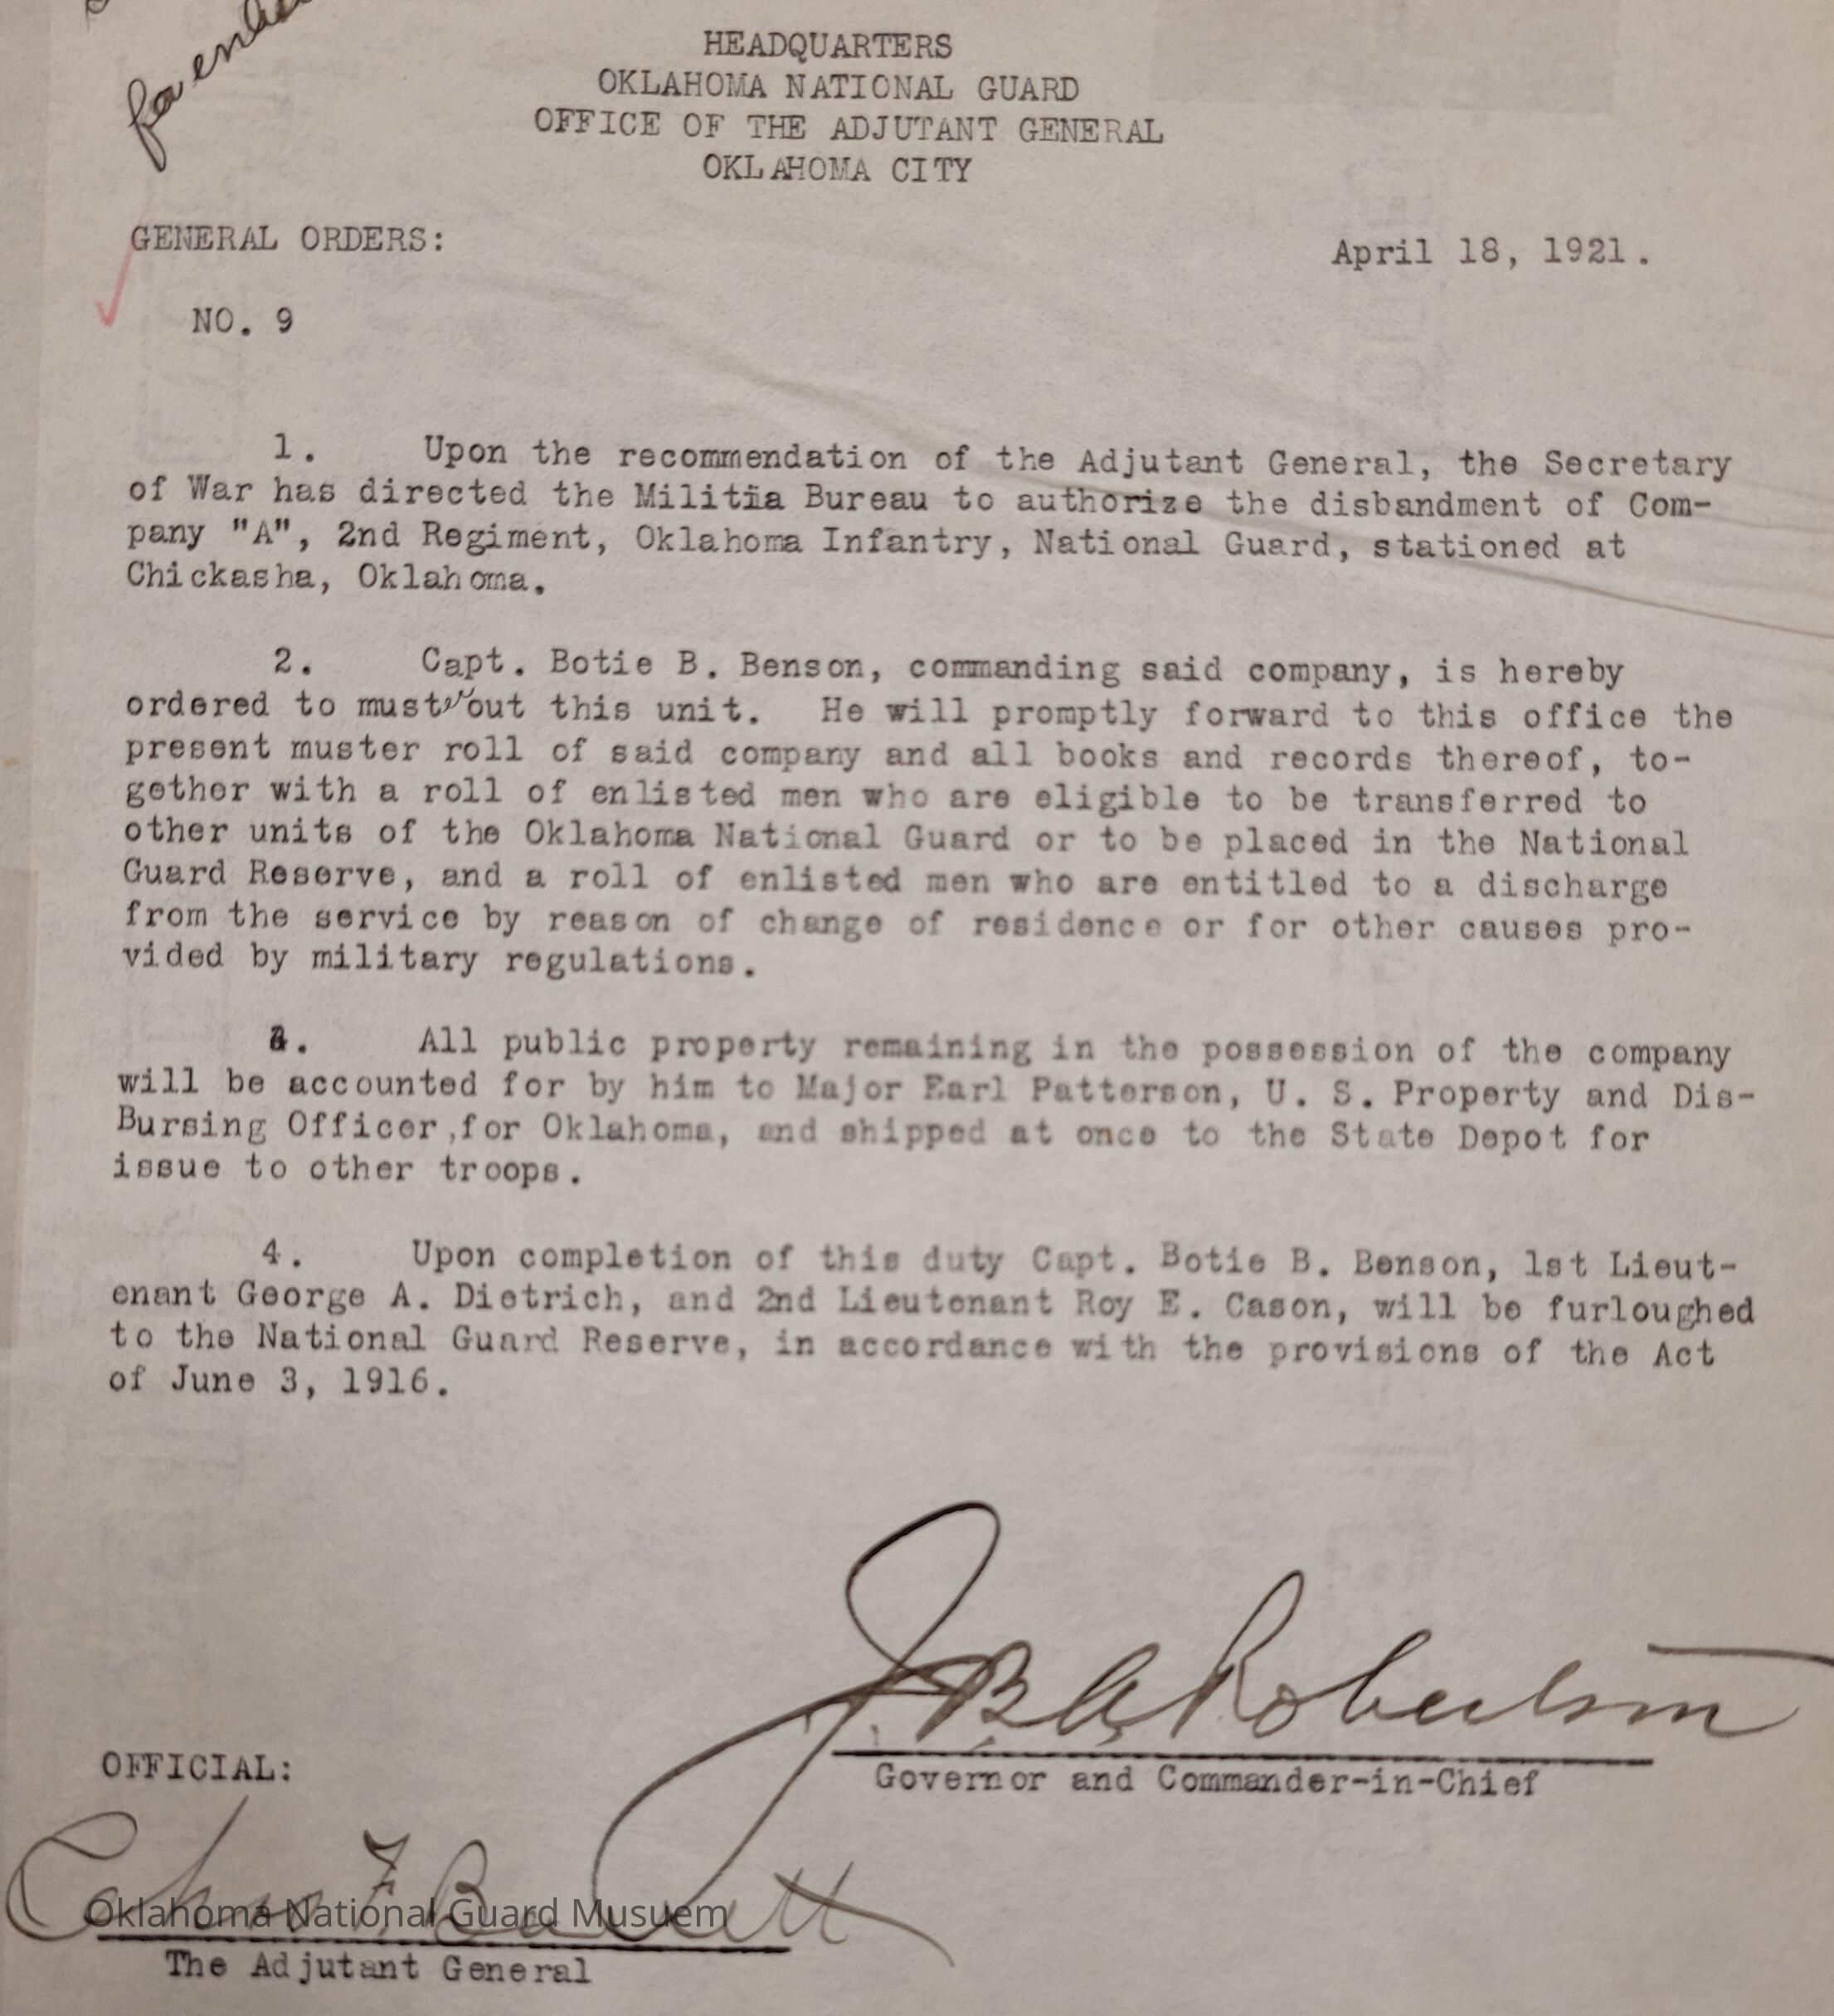 HEADQUARTERS
OKLAHOMA NATIONAL GUARD
OFFICE OF THE ADJUTANT GENERAL
OKLAHOMA CITY
GENERAL ORDERS:
April 18, 1921.
NO. 9
1. Upon the recommendation of the Adjutant General, the Secretary
of War has directed the Militia Bureau to authorize the disbandment of Com-
pany "A", 2nd Regiment, Oklahoma Infantry, National Guard, stationed at
Chickasha, Oklahoma.
2. Capt. Botie B. Benson, commanding said company, is hereby
ordered to muster out this unit. He will promptly forward to this office the
present muster roll of said company and all books and records thereof, to-
gether with a roll of enlisted men who are eligible to be transferred to
other units of the Oklahoma National Guard or to be placed in the National
Guard Reserve, and a roll of enlisted men who are entitled to a discharge
from the service by reason of change of residence or for other causes pro-
vided by military regulations.
3. All public property remaining in the possession of the company
will be accounted for by him to Major Earl Patterson, U. S. Property and Dis-
Bursing Officer,for Oklahoma, and shipped at once to the State Depot for
issue to other troops.
4. Upon completion of this duty Capt. Botie B. Benson, 1st Lieut-
enant George A. Dietrich, and 2nd Lieutenant Roy E. Cason, will be furloughed
to the National Guard Reserve, in accordance with the provisions of the Act
of June 3, 1916.
J B A Robertson
Governor and Commander-in-Chief
OFFICIAL:
Chas F Barrett
Oklahoma National Guard Musuem
The Adjutant General